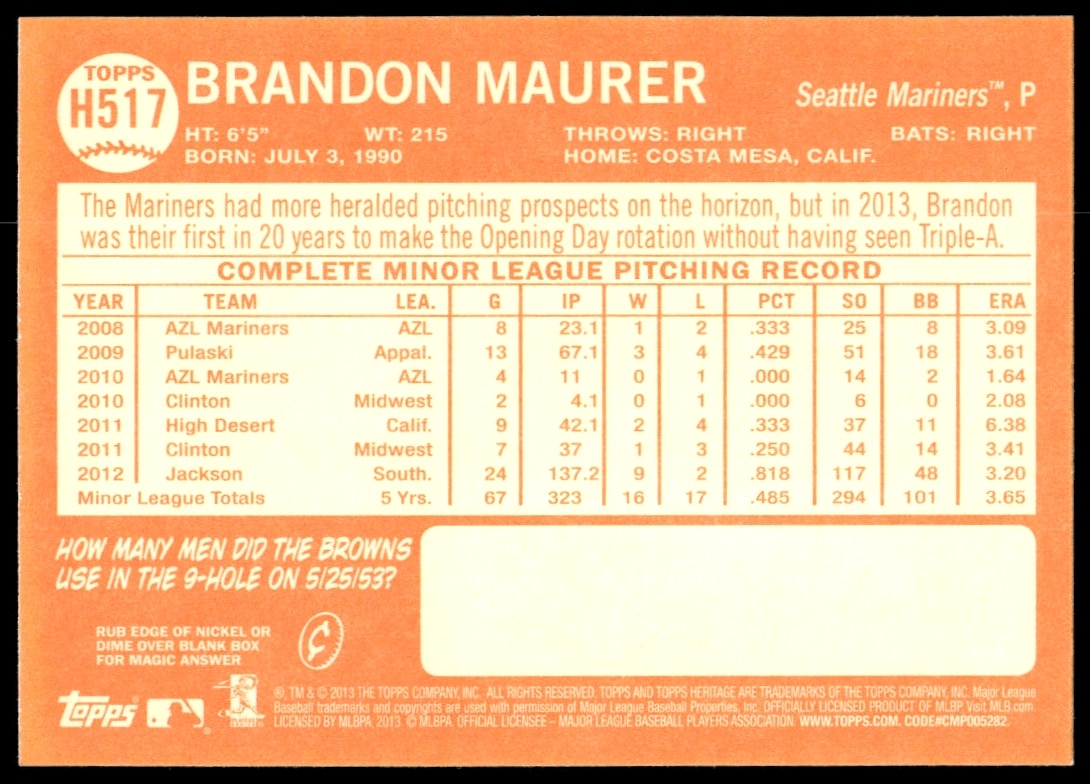 TOPPS
H517
BRANDON MAURER
Seattle Mariners™, P
HT: 6'5" WT: 215 THROWS: RIGHT BATS: RIGHT
BORN: JULY 3, 1990 HOME: COSTA MESA, CALIF.
The Mariners had more heralded pitching prospects on the horizon, but in 2013, Brandon
was their first in 20 years to make the Opening Day rotation without having seen Triple-A.
COMPLETE MINOR LEAGUE PITCHING RECORD
YEAR TEAM LEA. G IP W L PCT SO BB ERA
2008 AZL Mariners AZL 8 23.1 1 2 .333 25 8 3.09
2009 Pulaski Appal. 13 67.1 3 4 .429 51 18 3.61
2010 AZL Mariners AZL 4 11 0 1 .000 14 2 1.64
2010 Clinton Midwest 2 4.1 0 1 .000 6 0 2.08
2011 High Desert Calif. 9 42.1 2 4 .333 37 11 6.38
2011 Clinton Midwest 7 37 1 3 .250 44 14 3.41
2012 Jackson South. 24 137.2 9 2 .818 117 48 3.20
Minor League Totals 5 Yrs. 67 323 16 17 .485 294 101 3.65
HOW MANY MEN DID THE BROWNS
USE IN THE 9-HOLE ON 5/25/53?
RUB EDGE OF NICKEL OR
DIME OVER BLANK BOX
FOR MAGIC ANSWER
¢
topps
®, TM & © 2013 THE TOPPS COMPANY, INC. ALL RIGHTS RESERVED. TOPPS AND TOPPS HERITAGE ARE TRADEMARKS OF THE TOPPS COMPANY, INC. Major League
Baseball trademarks and copyrights are used with permission of Major League Baseball Properties, Inc. OFFICIALLY LICENSED PRODUCT OF MLBP Visit MLB.com
LICENSED BY MLBPA, 2013 © MLBPA OFFICIAL LICENSEE – MAJOR LEAGUE BASEBALL PLAYERS ASSOCIATION WWW.TOPPS.COM. CODE#CMP005282